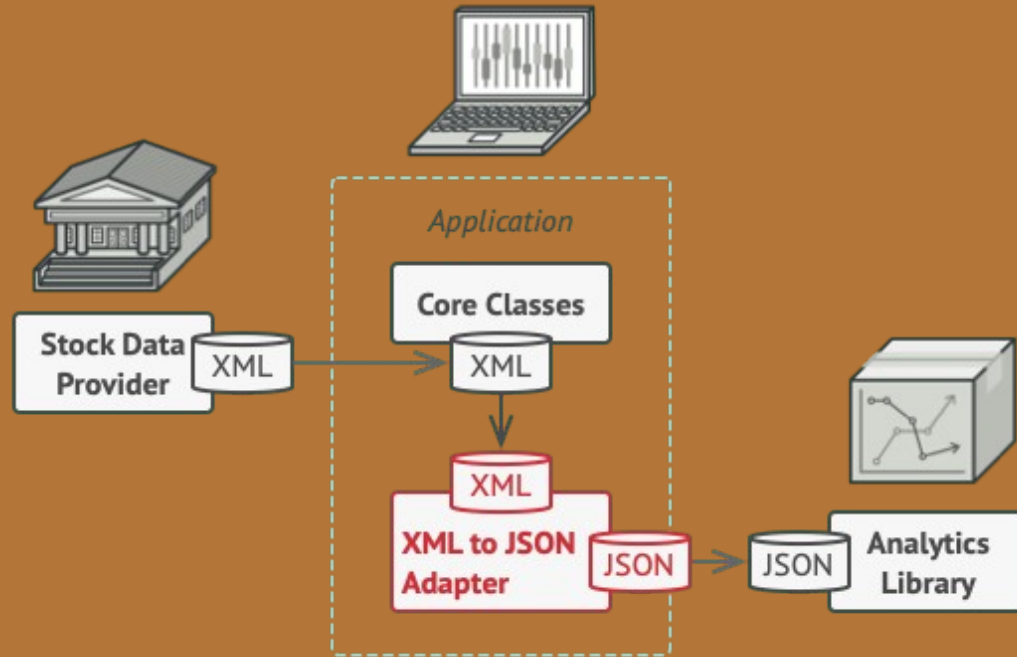 Application
Core Classes
Stock Data
Provider
XML
XML
XML
XML to JSON
Adapter
JSON
JSON
Analytics
Library